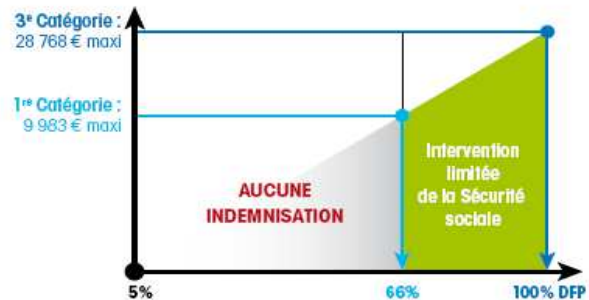 3e Catégorie :
28 768 € maxi
1re Catégorie :
9 983 € maxi
AUCUNE
INDEMNISATION
Intervention
limitée
de la Sécurité
sociale
5%
66%
100% DFP